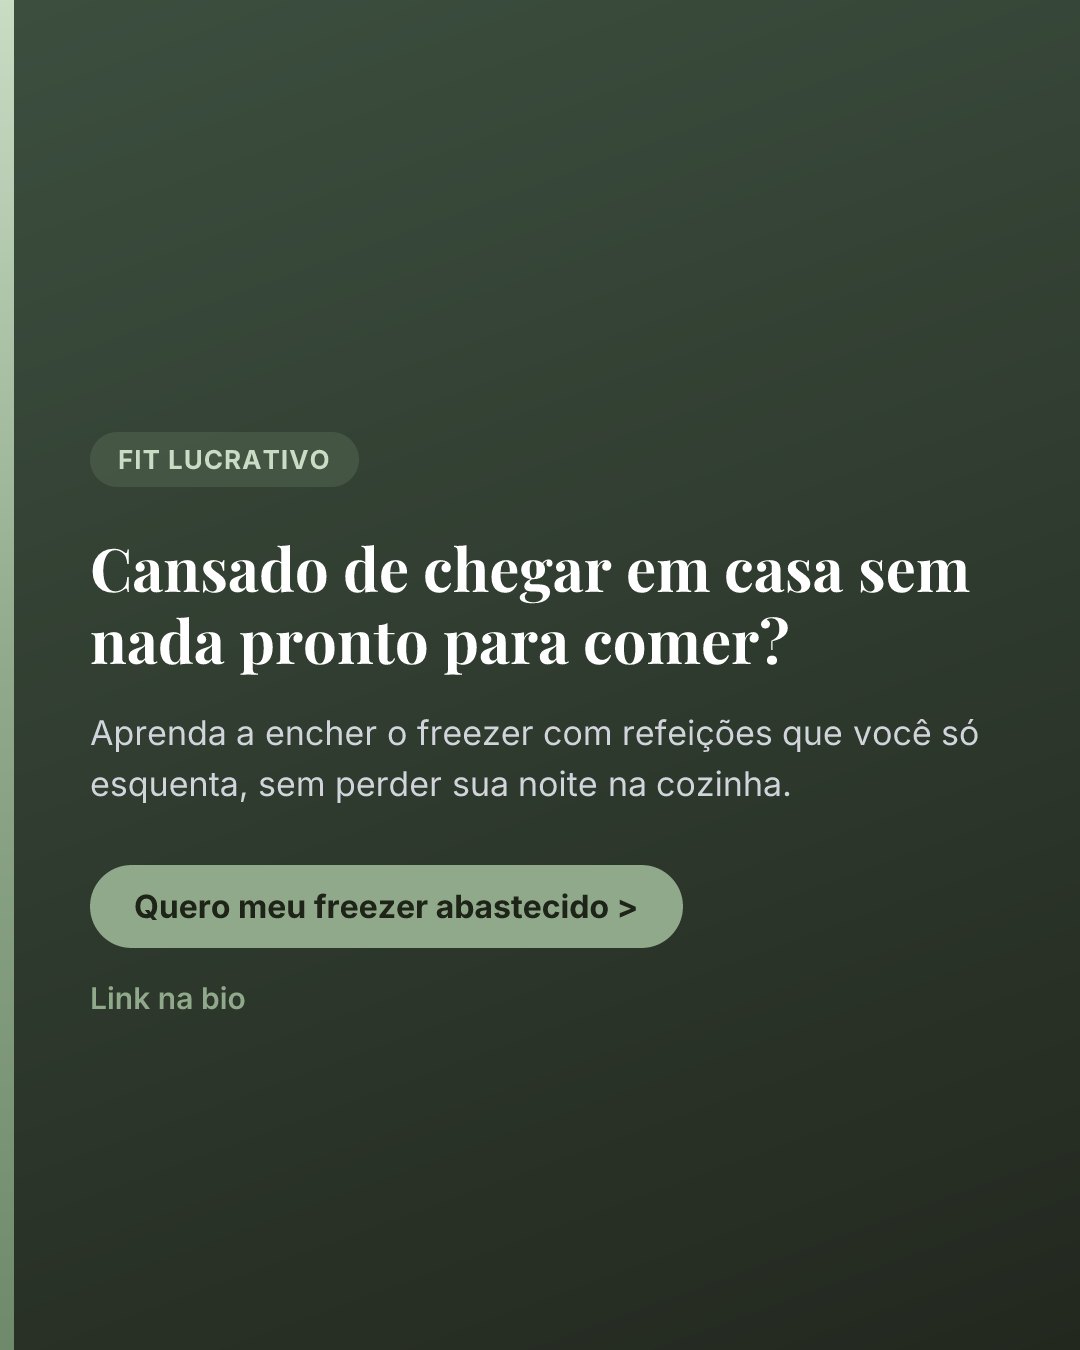 FIT LUCRATIVO
Cansado de chegar em casa sem
nada pronto para comer?
Aprenda a encher o freezer com refeições que você só
esquenta, sem perder sua noite na cozinha.
Quero meu freezer abastecido >
Link na bio